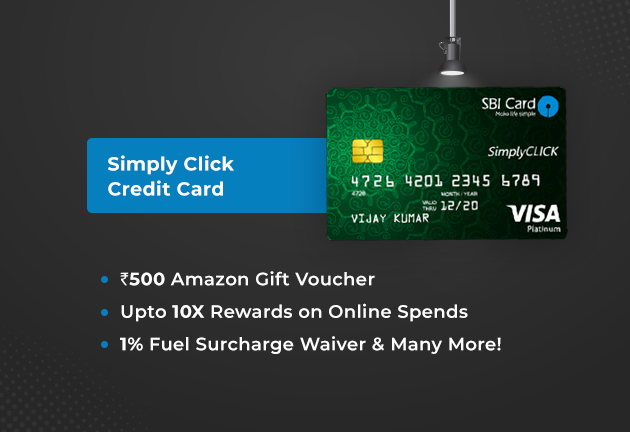 SBI Card
Make life simple
SimplyCLICK
Simply Click
Credit Card
4726 4201 2345 6789
4726
MONTH / YEAR
VALID
THRU
12/20
VIJAY KUMAR
VISA
Platinum
₹500 Amazon Gift Voucher
Upto 10X Rewards on Online Spends
1% Fuel Surcharge Waiver & Many More!